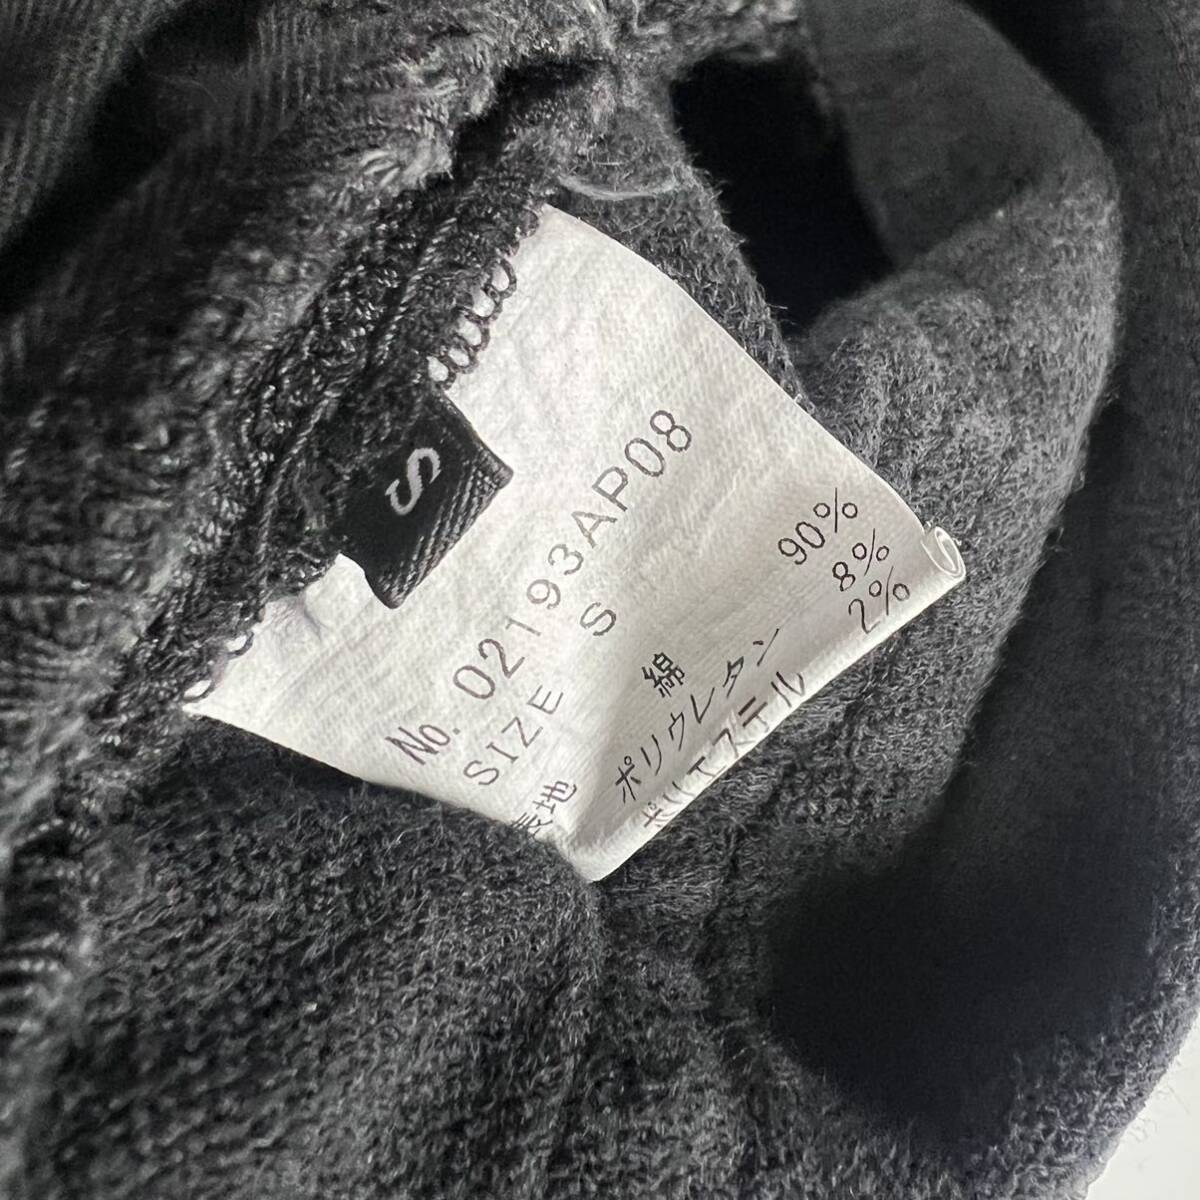 S
No. 02193AP08
SIZE S
表地 綿 90%
ポリウレタン 8%
ポリエステル 2%